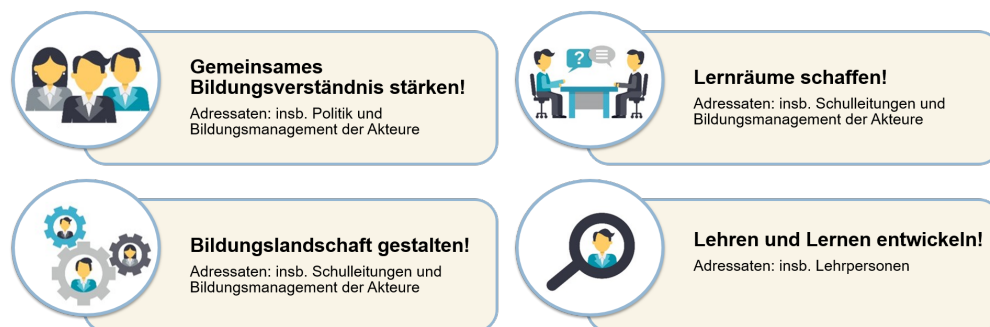 Gemeinsames
Bildungsverständnis stärken!
Adressaten: insb. Politik und
Bildungsmanagement der Akteure
?
Lernräume schaffen!
Adressaten: insb. Schulleitungen und
Bildungsmanagement der Akteure
Bildungslandschaft gestalten!
Adressaten: insb. Schulleitungen und
Bildungsmanagement der Akteure
Lehren und Lernen entwickeln!
Adressaten: insb. Lehrpersonen